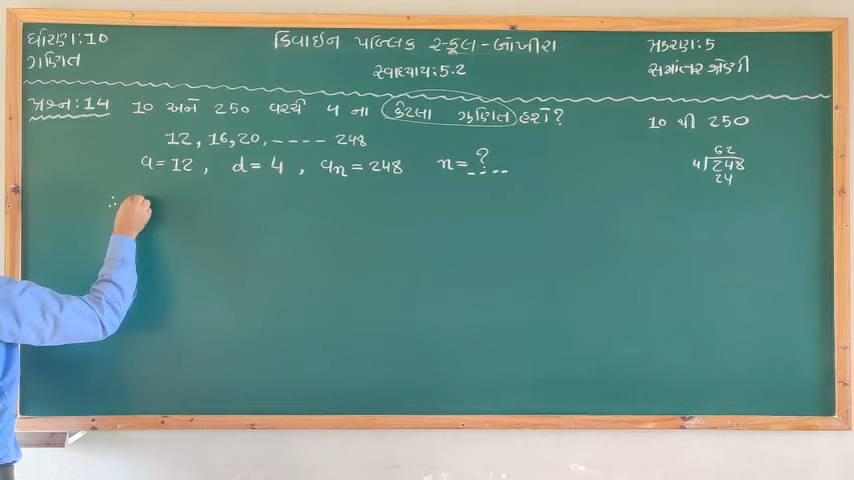 ધોરણ:10
ગણિત
ડિવાઈન પબ્લિક સ્કૂલ-લાંખીરા
સ્વાધ્યાય:5.2
પ્રકરણ:5
સમાંતર શ્રેણી
પ્રશ્ન:14 10 અને 250 વચ્ચે 4 ના કેટલા ગુણિત હશે?
12, 16, 20, ---- 248
a = 12, d = 4, an = 248 n = ?
∴
10 થી 250
62
4√248
24